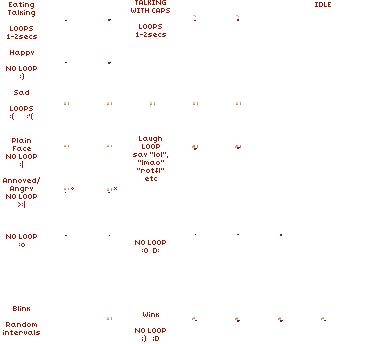 Eating
Talking
LOOPS
1-2secs
TALKING
WITH CAPS
LOOPS
1-2secs
IDLE
Happy
NO LOOP
:)
Sad
LOOPS
:( :'(
Plain
Face
NO LOOP
:|
Laugh
LOOP
say "lol",
"lmao"
"rotfl"
etc
Annoyed/
Angry
NO LOOP
>:|
NO LOOP
:o
NO LOOP
:O D:
Blink
Random
intervals
Wink
NO LOOP
;) ;D